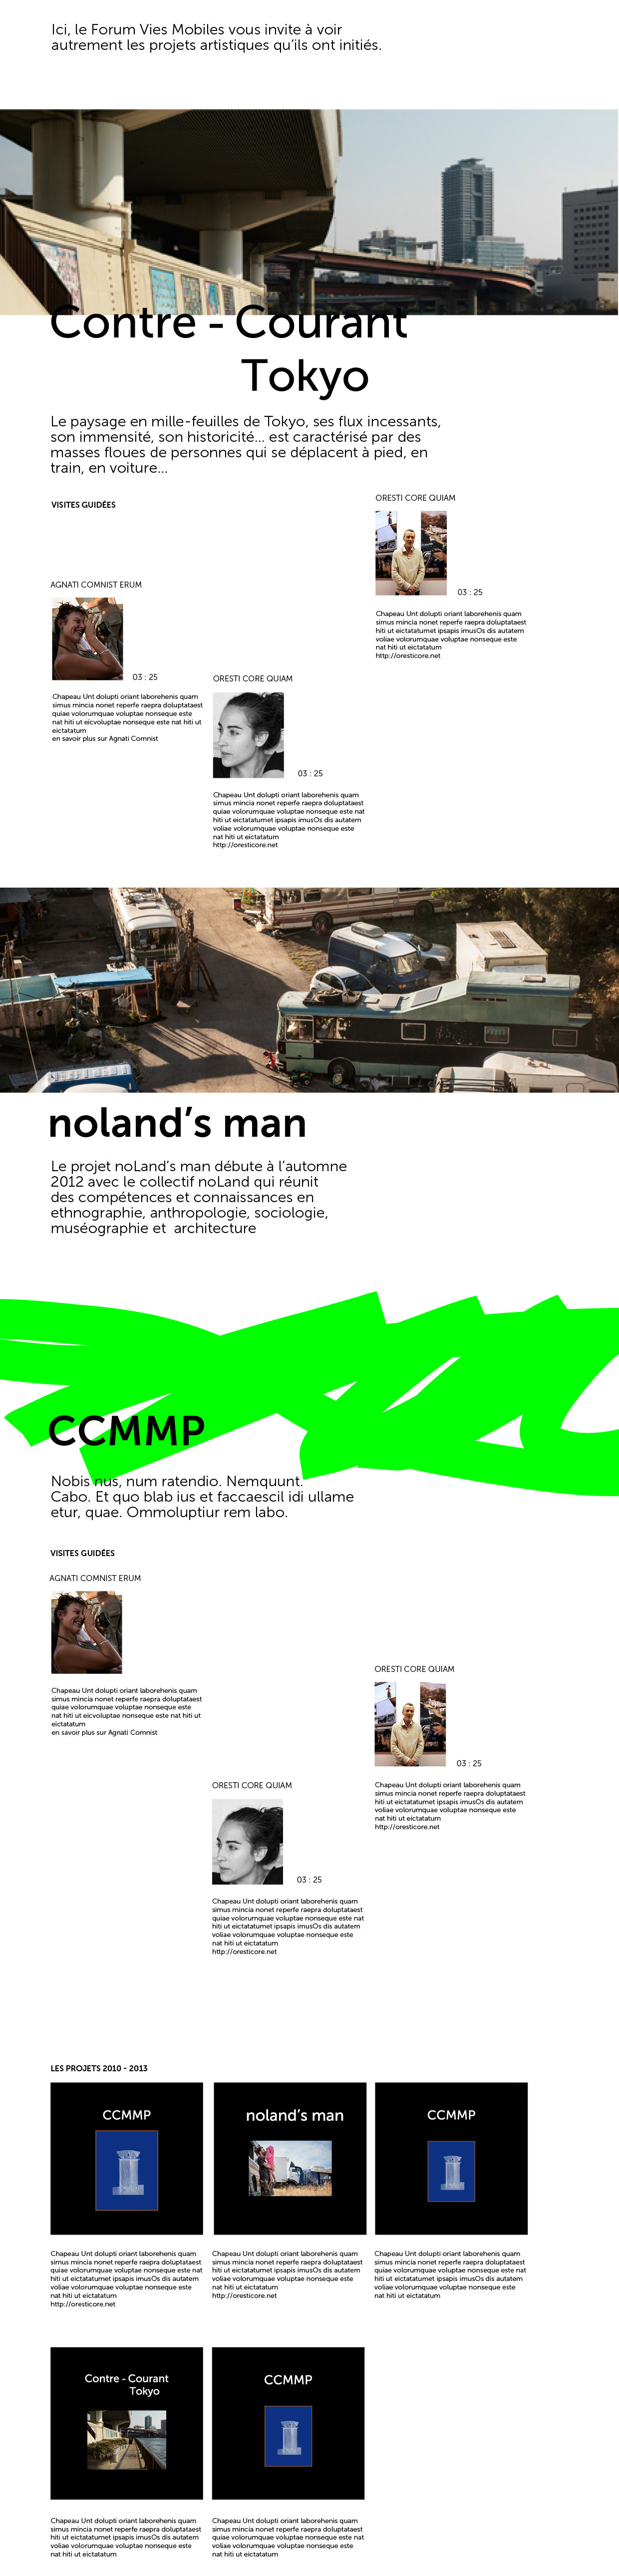 Ici, le Forum Vies Mobiles vous invite à voir
autrement les projets artistiques qu’ils ont initiés.
Contre - Courant
Tokyo
Le paysage en mille-feuilles de Tokyo, ses flux incessants,
son immensité, son historicité... est caractérisé par des
masses floues de personnes qui se déplacent à pied, en
train, en voiture...
VISITES GUIDÉES
ORESTI CORE QUIAM
03 : 25
Chapeau Unt dolupti oriant laborehenis quam
simus mincia nonet reperfe raepra doluptataest
hiti ut eictatatumet ipsapis imusOs dis autatem
voliae volorumquae voluptae nonseque este
nat hiti ut eictatatum
http://oresticore.net
AGNATI COMNIST ERUM
03 : 25
Chapeau Unt dolupti oriant laborehenis quam
simus mincia nonet reperfe raepra doluptataest
quiae volorumquae voluptae nonseque este
nat hiti ut eicvoluptae nonseque este nat hiti ut
eictatatum
en savoir plus sur Agnati Comnist
ORESTI CORE QUIAM
03 : 25
Chapeau Unt dolupti oriant laborehenis quam
simus mincia nonet reperfe raepra doluptataest
quiae volorumquae voluptae nonseque este nat
hiti ut eictatatumet ipsapis imusOs dis autatem
voliae volorumquae voluptae nonseque este
nat hiti ut eictatatum
http://oresticore.net
noland’s man
Le projet noLand’s man débute à l’automne
2012 avec le collectif noLand qui réunit
des compétences et connaissances en
ethnographie, anthropologie, sociologie,
muséographie et  architecture
CCMMP
Nobis nus, num ratendio. Nemquunt.
Cabo. Et quo blab ius et faccaescil idi ullame
etur, quae. Ommoluptiur rem labo.
VISITES GUIDÉES
AGNATI COMNIST ERUM
Chapeau Unt dolupti oriant laborehenis quam
simus mincia nonet reperfe raepra doluptataest
quiae volorumquae voluptae nonseque este
nat hiti ut eicvoluptae nonseque este nat hiti ut
eictatatum
en savoir plus sur Agnati Comnist
ORESTI CORE QUIAM
03 : 25
Chapeau Unt dolupti oriant laborehenis quam
simus mincia nonet reperfe raepra doluptataest
hiti ut eictatatumet ipsapis imusOs dis autatem
voliae volorumquae voluptae nonseque este
nat hiti ut eictatatum
http://oresticore.net
ORESTI CORE QUIAM
03 : 25
Chapeau Unt dolupti oriant laborehenis quam
simus mincia nonet reperfe raepra doluptataest
quiae volorumquae voluptae nonseque este nat
hiti ut eictatatumet ipsapis imusOs dis autatem
voliae volorumquae voluptae nonseque este
nat hiti ut eictatatum
http://oresticore.net
LES PROJETS 2010 - 2013
CCMMP
Chapeau Unt dolupti oriant laborehenis quam
simus mincia nonet reperfe raepra doluptataest
quiae volorumquae voluptae nonseque este nat
hiti ut eictatatumet ipsapis imusOs dis autatem
voliae volorumquae voluptae nonseque este
nat hiti ut eictatatum
http://oresticore.net
noland’s man
Chapeau Unt dolupti oriant laborehenis quam
simus mincia nonet reperfe raepra doluptataest
hiti ut eictatatumet ipsapis imusOs dis autatem
voliae volorumquae voluptae nonseque este
nat hiti ut eictatatum
http://oresticore.net
CCMMP
Chapeau Unt dolupti oriant laborehenis quam
simus mincia nonet reperfe raepra doluptataest
quiae volorumquae voluptae nonseque este nat
hiti ut eictatatumet ipsapis imusOs dis autatem
voliae volorumquae voluptae nonseque este
nat hiti ut eictatatum
Contre - Courant
Tokyo
Chapeau Unt dolupti oriant laborehenis quam
simus mincia nonet reperfe raepra doluptataest
hiti ut eictatatumet ipsapis imusOs dis autatem
voliae volorumquae voluptae nonseque este
nat hiti ut eictatatum
CCMMP
Chapeau Unt dolupti oriant laborehenis quam
simus mincia nonet reperfe raepra doluptataest
quiae volorumquae voluptae nonseque este nat
hiti ut eictatatumet ipsapis imusOs dis autatem
voliae volorumquae voluptae nonseque este
nat hiti ut eictatatum